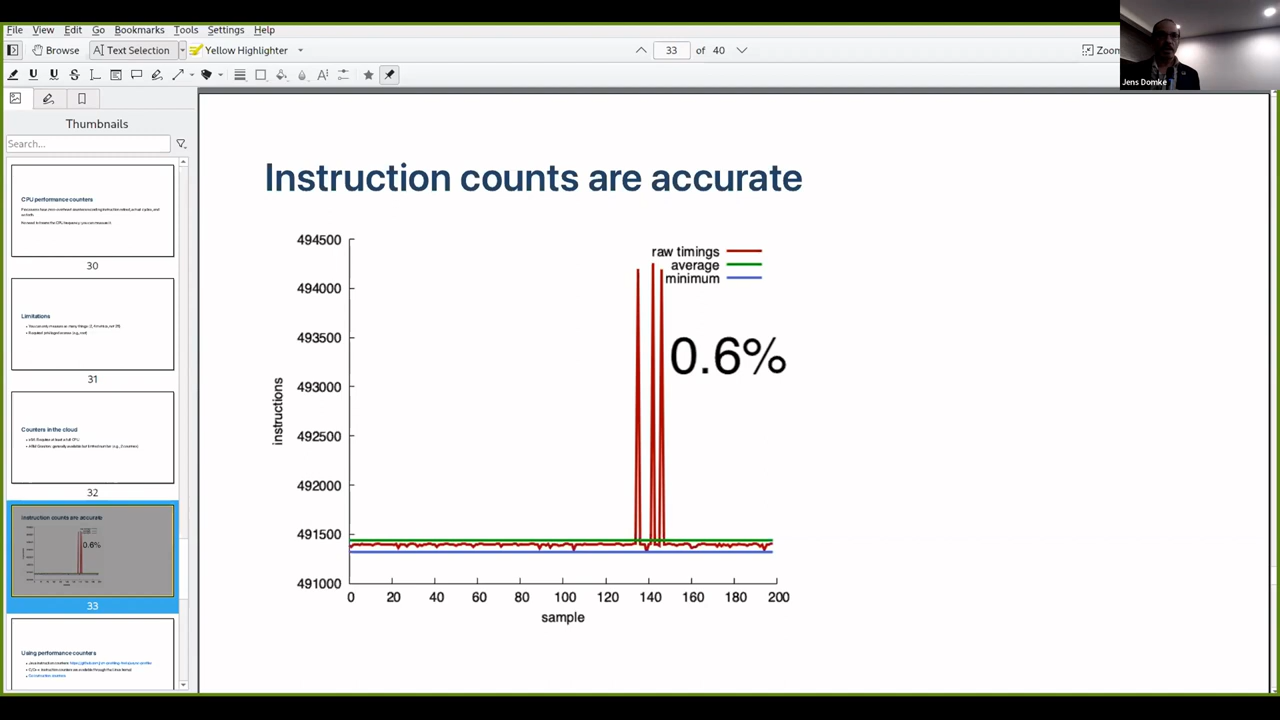 File View Edit Go Bookmarks Tools Settings Help
Browse Text Selection Yellow Highlighter 33 of 40 Zoom
Jens Domke
Thumbnails
Search...
CPU performance counters
30
Limitations
31
Counters in the cloud
32
Instruction counts are accurate
0.6%
33
Using performance counters
Instruction counts are accurate
494500
494000
493500
493000
492500
492000
491500
491000
instructions
raw timings
average
minimum
0.6%
0 20 40 60 80 100 120 140 160 180 200
sample